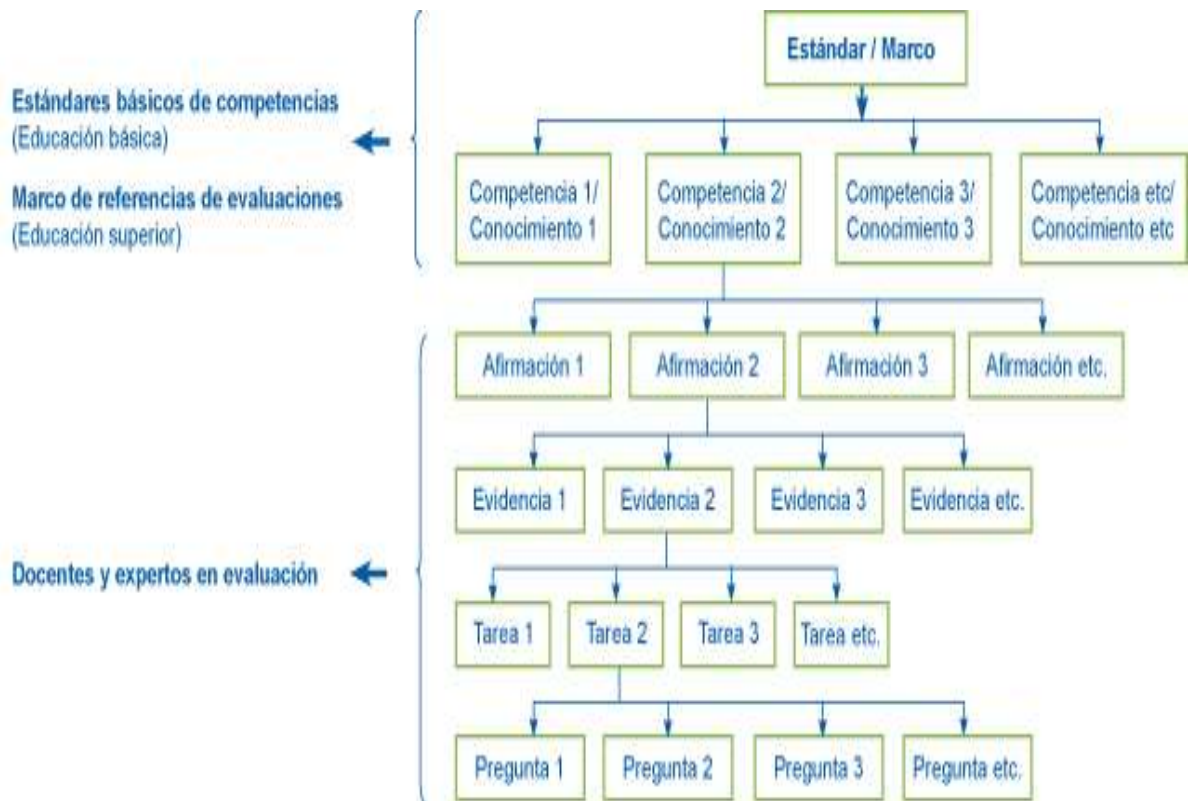 Estándar / Marco
Estándares básicos de competencias
(Educación básica)
Marco de referencias de evaluaciones
(Educación superior)
Competencia 1/
Conocimiento 1
Competencia 2/
Conocimiento 2
Competencia 3/
Conocimiento 3
Competencia etc/
Conocimiento etc
Afirmación 1
Afirmación 2
Afirmación 3
Afirmación etc.
Evidencia 1
Evidencia 2
Evidencia 3
Evidencia etc.
Docentes y expertos en evaluación
Tarea 1
Tarea 2
Tarea 3
Tarea etc.
Pregunta 1
Pregunta 2
Pregunta 3
Pregunta etc.